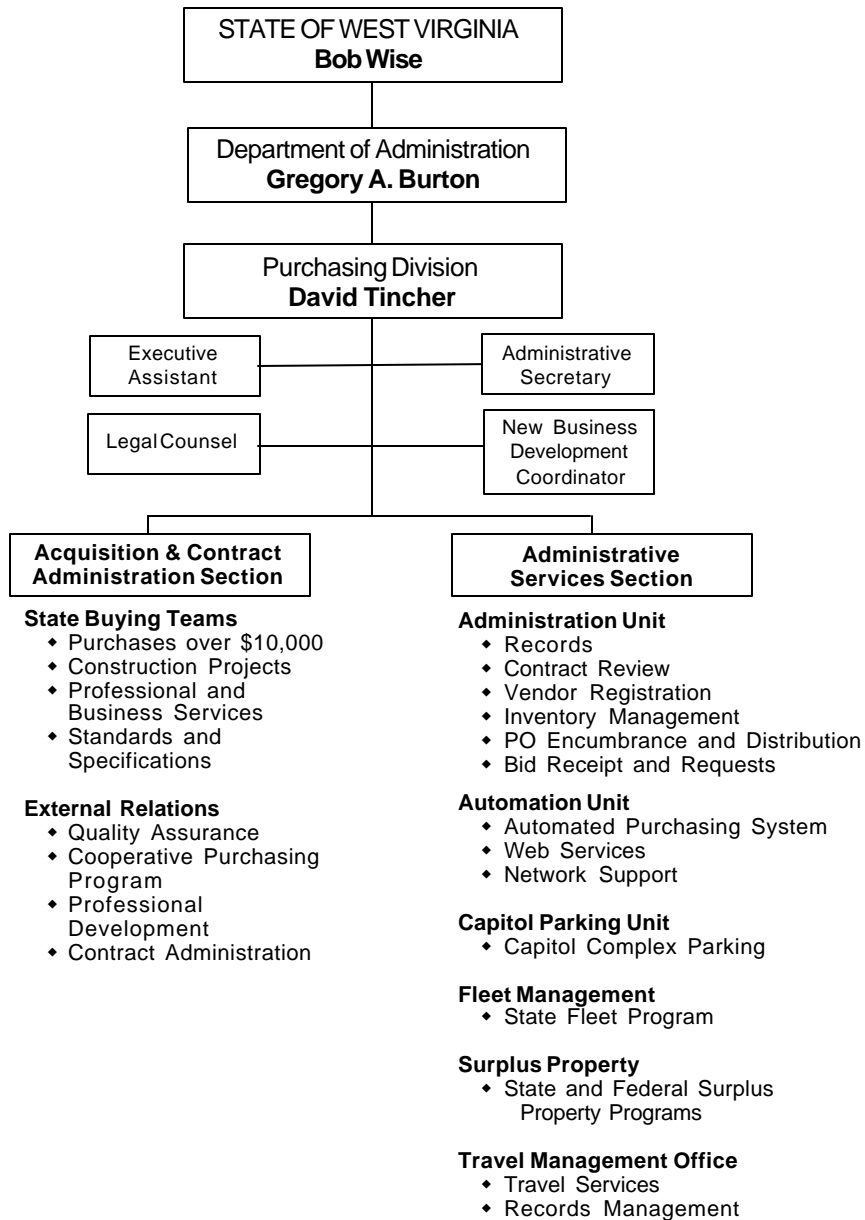 STATE OF WEST VIRGINIA
Bob Wise
Department of Administration
Gregory A. Burton
Purchasing Division
David Tincher
Executive
Assistant
Administrative
Secretary
Legal Counsel
New Business
Development
Coordinator
Acquisition & Contract
Administration Section
State Buying Teams
Purchases over $10,000
Construction Projects
Professional and
Business Services
Standards and
Specifications
External Relations
Quality Assurance
Cooperative Purchasing
Program
Professional
Development
Contract Administration
Administrative
Services Section
Administration Unit
Records
Contract Review
Vendor Registration
Inventory Management
PO Encumbrance and Distribution
Bid Receipt and Requests
Automation Unit
Automated Purchasing System
Web Services
Network Support
Capitol Parking Unit
Capitol Complex Parking
Fleet Management
State Fleet Program
Surplus Property
State and Federal Surplus
Property Programs
Travel Management Office
Travel Services
Records Management